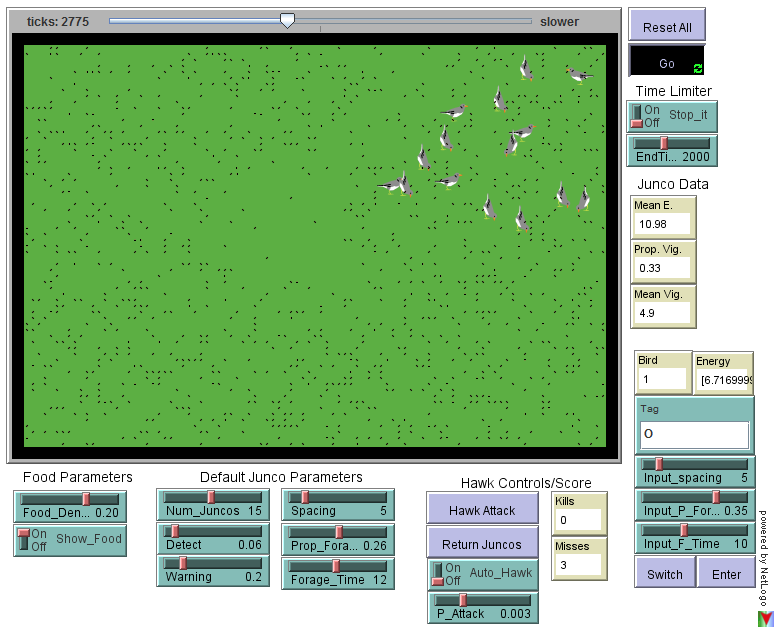 ticks: 2775
slower
Reset All
Go
Time Limiter
On
Off
Stop_it
EndTi... 2000
Junco Data
Mean E.
10.98
Prop. Vig.
0.33
Mean Vig.
4.9
Bird
1
Energy
[6.7169999
Tag
O
Input_spacing 5
Input_P_For... 0.35
Input_F_Time 10
Switch
Enter
powered by NetLogo
Food Parameters
Food_Den... 0.20
On
Off
Show_Food
Default Junco Parameters
Num_Juncos 15
Spacing 5
Detect 0.06
Prop_Fora... 0.26
Warning 0.2
Forage_Time 12
Hawk Controls/Score
Hawk Attack
Return Juncos
On
Off
Auto_Hawk
P_Attack 0.003
Kills
0
Misses
3